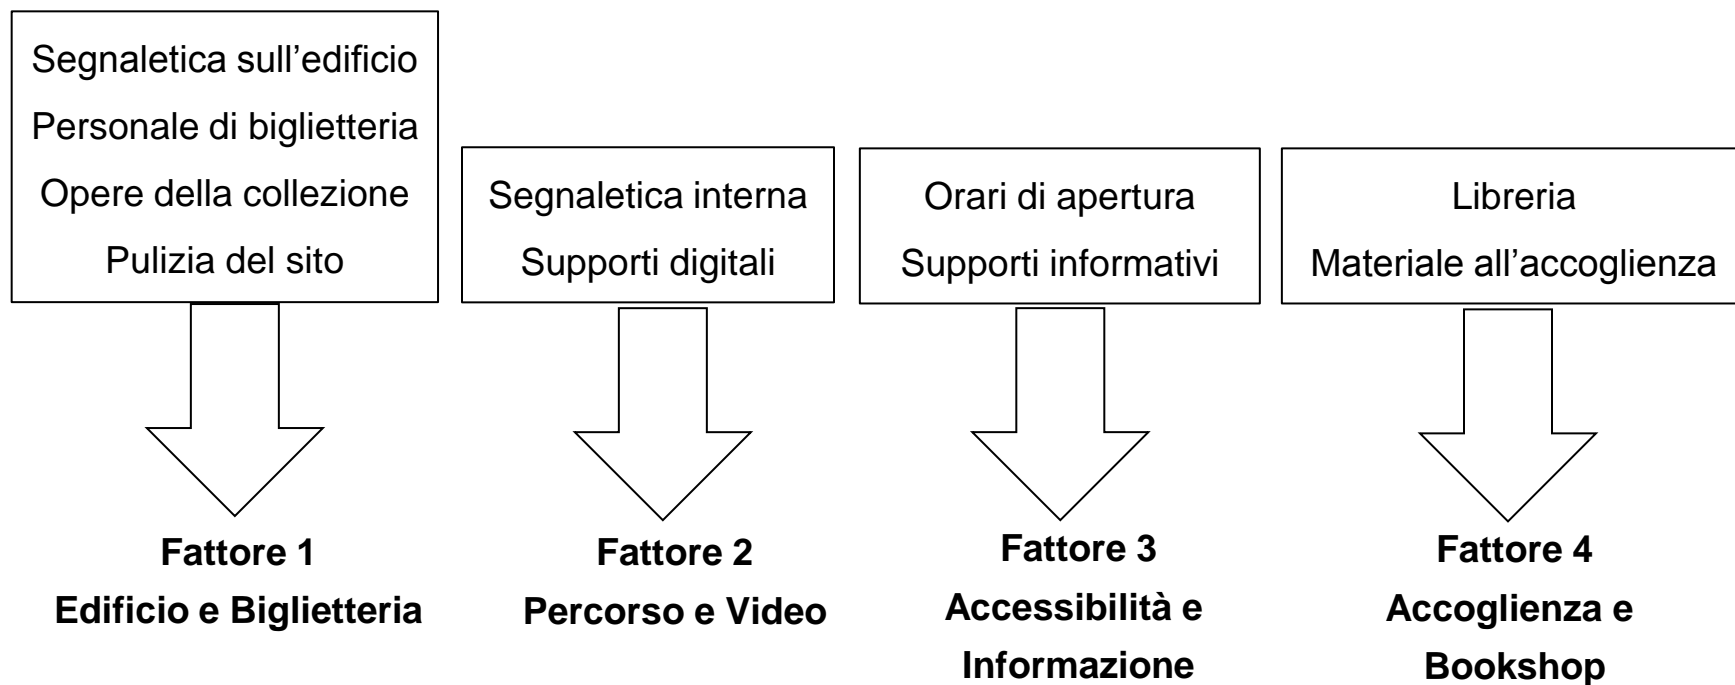 Segnaletica sull’edificio
Personale di biglietteria
Opere della collezione
Pulizia del sito
Segnaletica interna
Supporti digitali
Orari di apertura
Supporti informativi
Libreria
Materiale all’accoglienza
Fattore 1
Edificio e Biglietteria
Fattore 2
Percorso e Video
Fattore 3
Accessibilità e
Informazione
Fattore 4
Accoglienza e
Bookshop